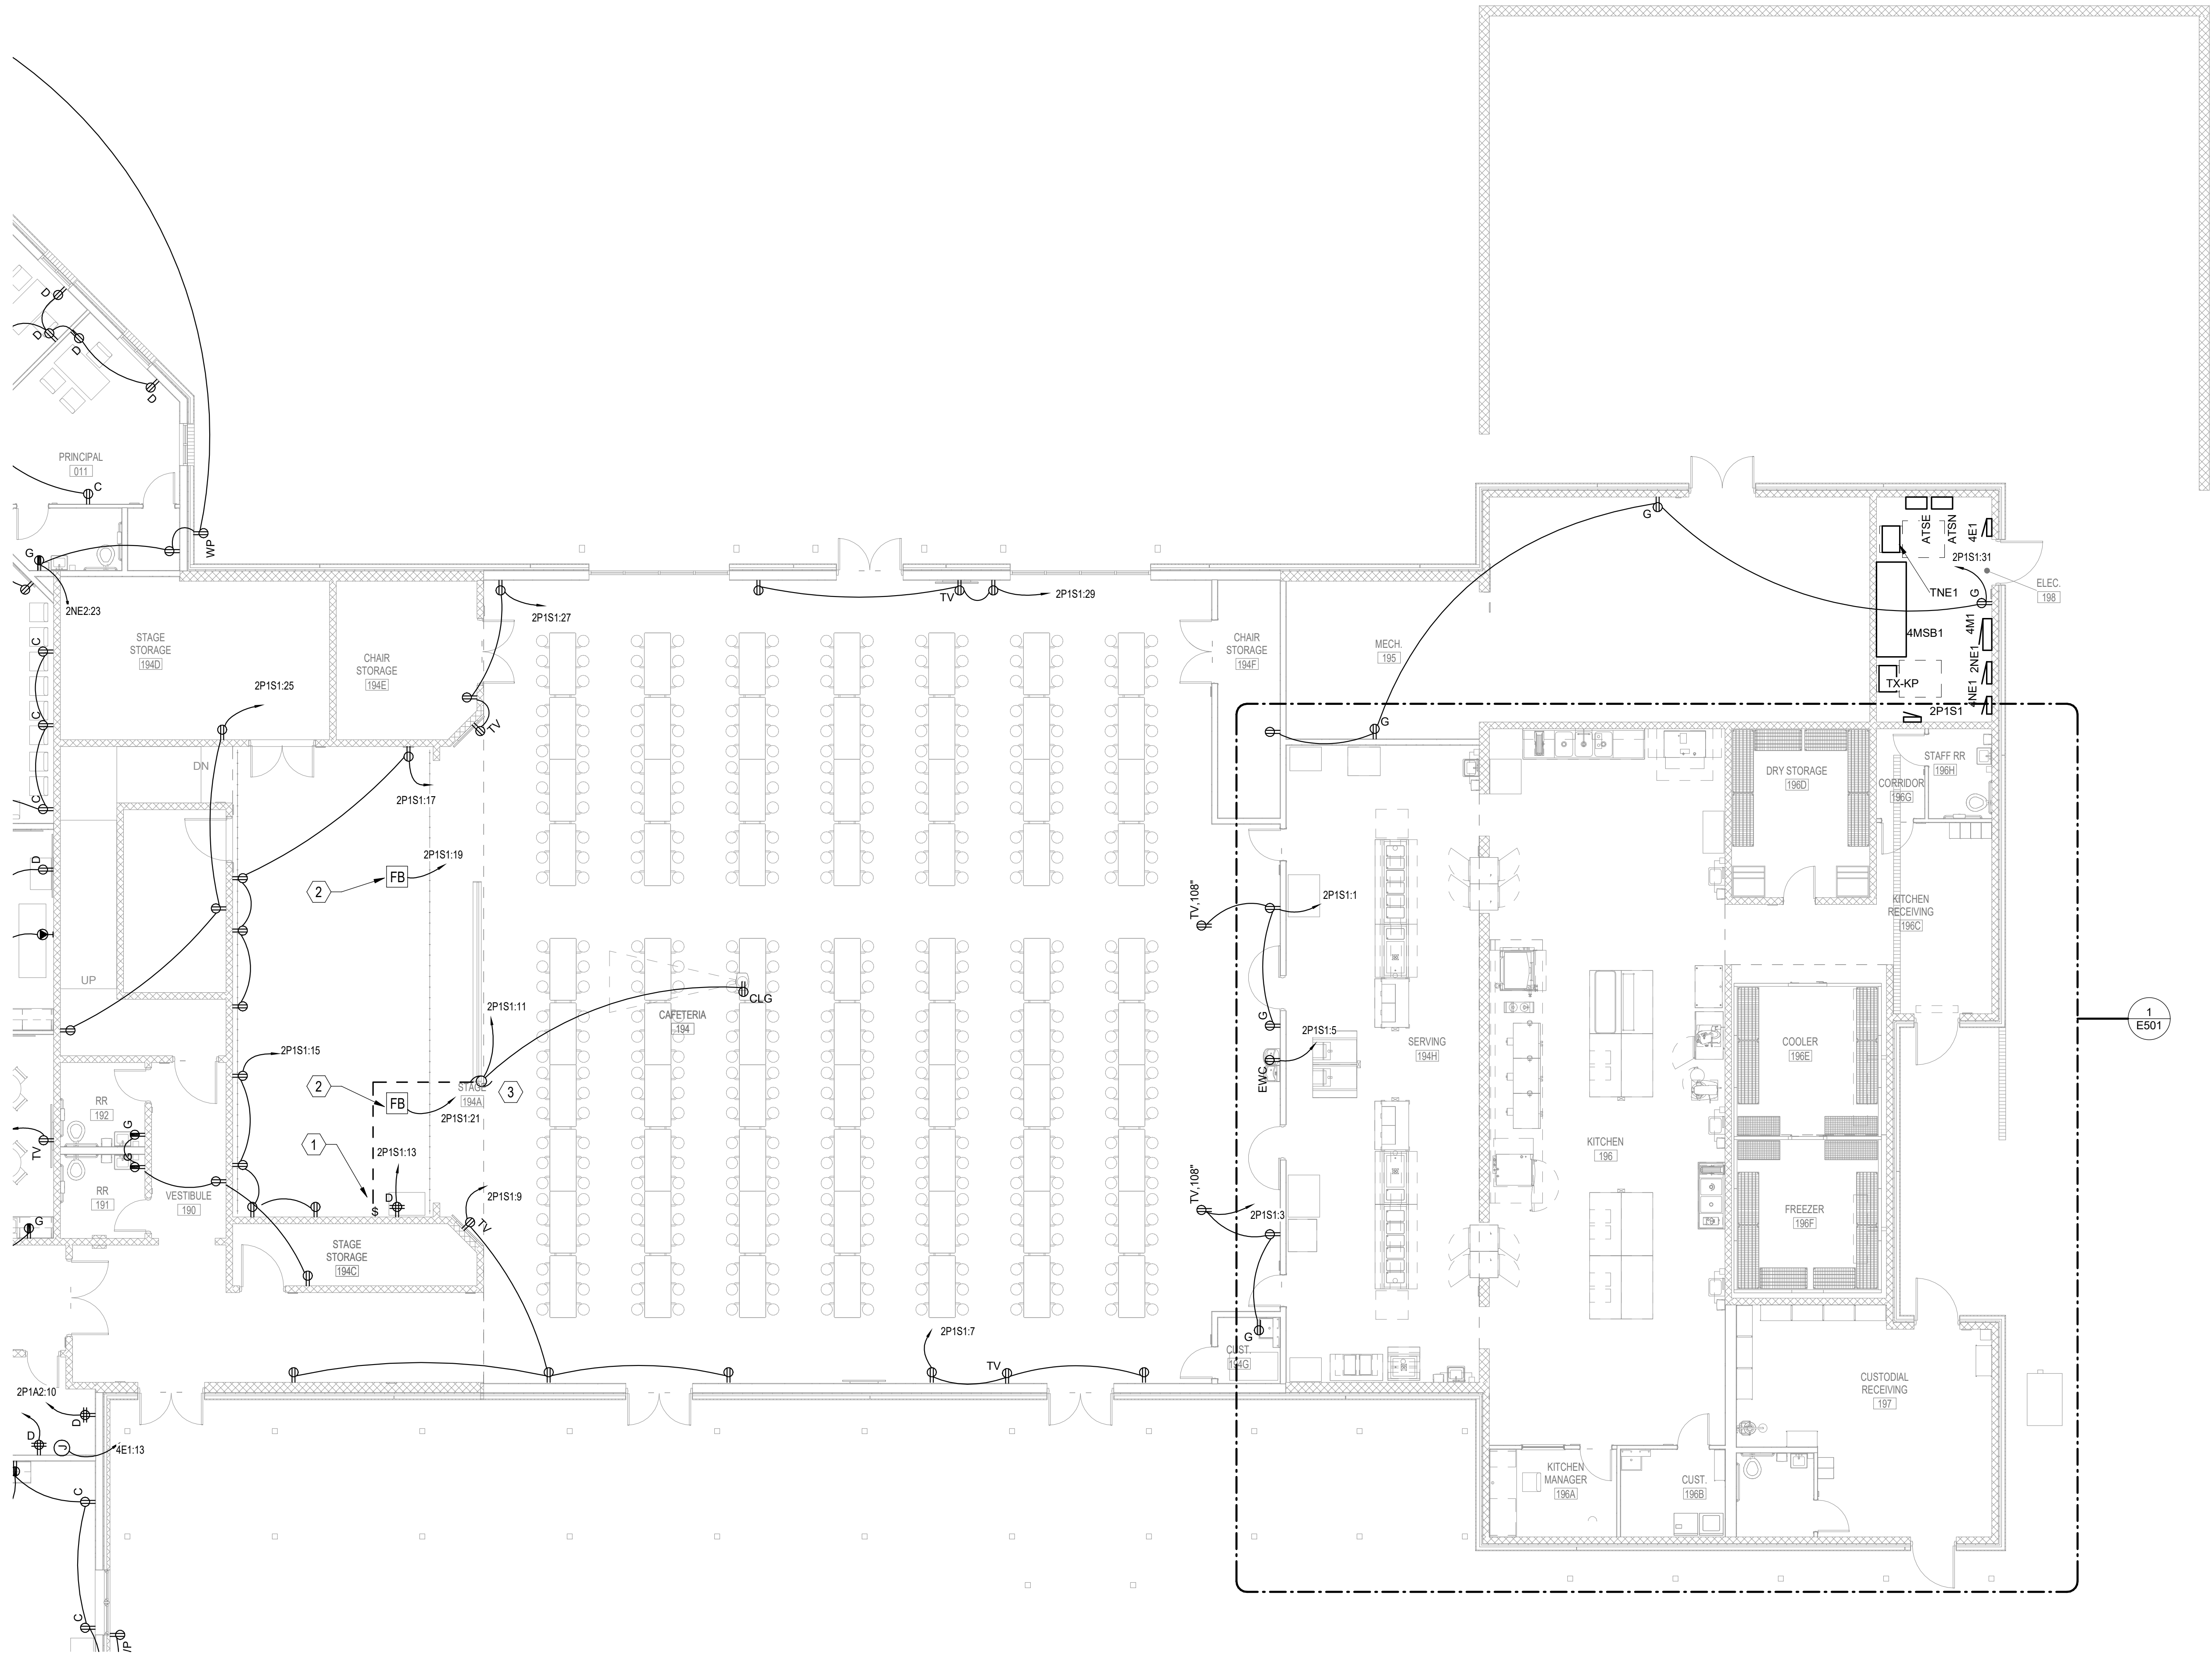 D
D
D
D
PRINCIPAL
011
C
WP
G
2NE2:23
C
C
C
D
TV
G
STAGE
STORAGE
194D
CHAIR
STORAGE
194E
2P1S1:25
2P1S1:27
TV
DN
UP
2P1S1:17
2P1S1:19
2
FB
2P1S1:15
2P1S1:11
2
FB
STAGE
194A
3
2P1S1:21
1
2P1S1:13
D
$
2P1S1:9
TV
RR
192
G
G
RR
191
VESTIBULE
190
STAGE
STORAGE
194C
TV
2P1S1:29
CLG
CAFETERIA
194
2P1S1:7
TV
CHAIR
STORAGE
194F
MECH.
195
G
G
ATSE
ATSN
4E1
2P1S1:31
ELEC.
198
TNE1
G
4MSB1
4M1
2NE1
TX-KP
4NE1
2P1S1
TV,108"
2P1S1:1
G
2P1S1:5
EWC
SERVING
194H
TV,108"
2P1S1:3
G
CUST.
194G
DRY STORAGE
196D
STAFF RR
196H
CORRIDOR
196G
KITCHEN
RECEIVING
196C
COOLER
196E
KITCHEN
196
FREEZER
196F
CUSTODIAL
RECEIVING
197
KITCHEN
MANAGER
196A
CUST.
196B
1
E501
2P1A2:10
D
D
J
4E1:13
C
C